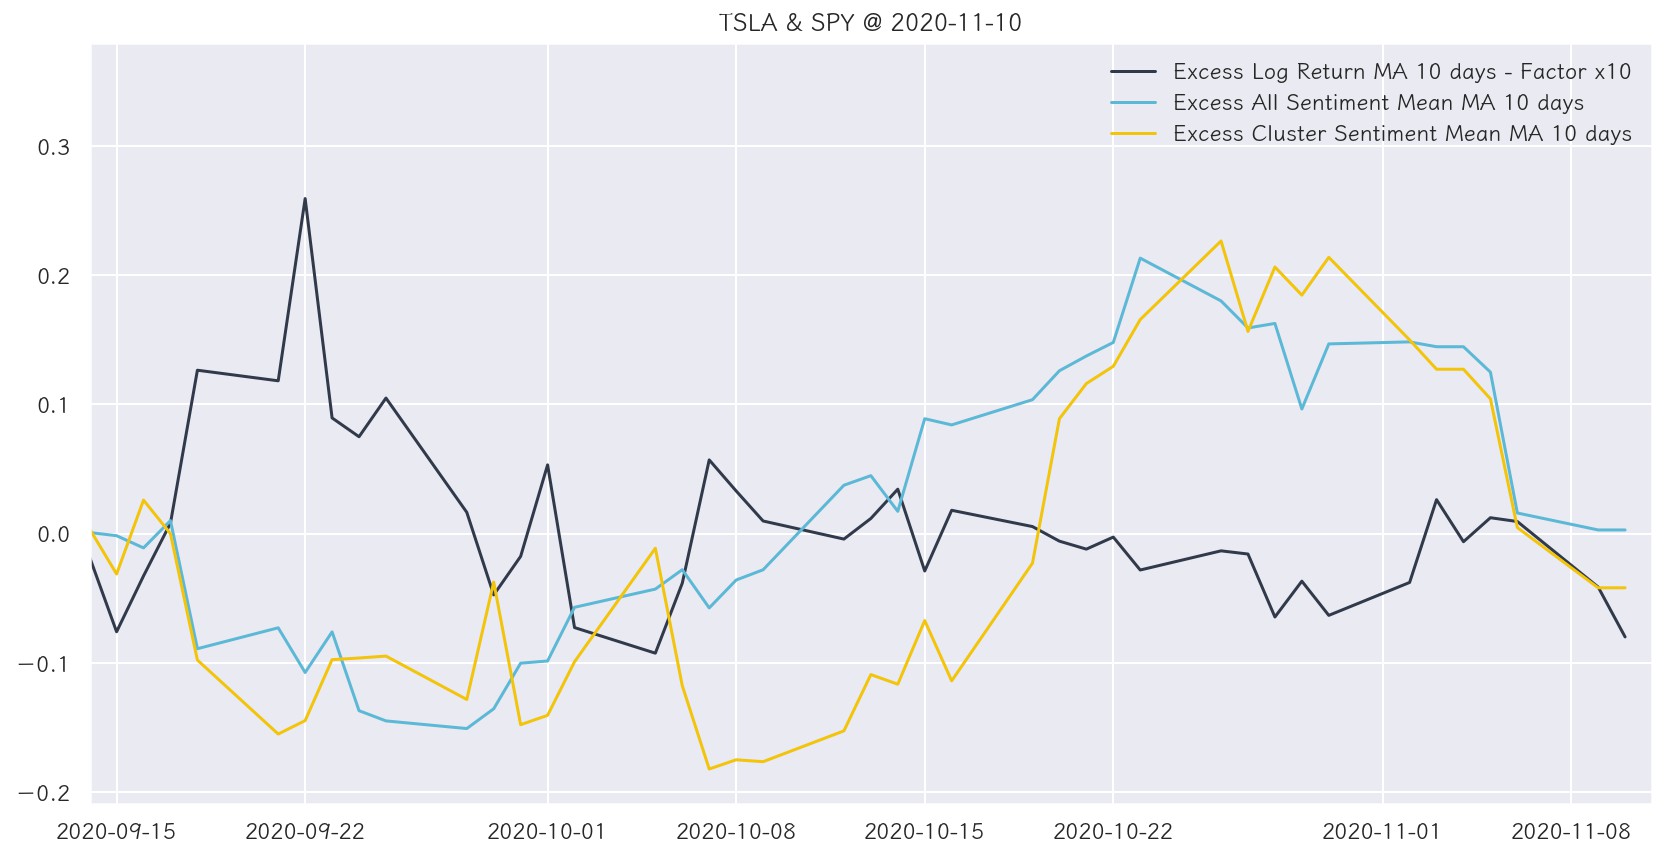 TSLA & SPY @ 2020-11-10
Excess Log Return MA 10 days - Factor x10
Excess All Sentiment Mean MA 10 days
Excess Cluster Sentiment Mean MA 10 days
0.3
0.2
0.1
0.0
−0.1
−0.2
2020-09-15 2020-09-22 2020-10-01 2020-10-08 2020-10-15 2020-10-22 2020-11-01 2020-11-08